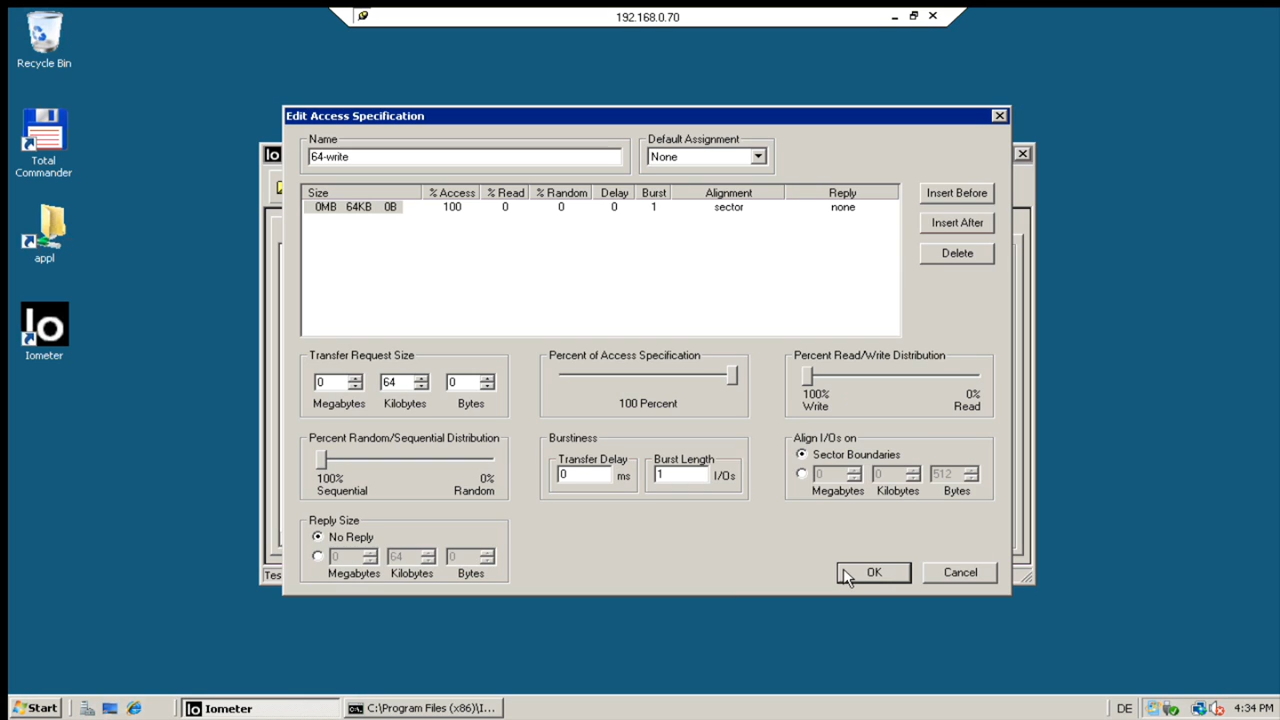 192.168.0.70
Recycle Bin
Total
Commander
appl
Iometer
Edit Access Specification
Name
64-write
Default Assignment
None
Size % Access % Read % Random Delay Burst Alignment Reply
0MB 64KB 0B 100 0 0 0 1 sector none
Insert Before
Insert After
Delete
Transfer Request Size
0 64 0
Megabytes Kilobytes Bytes
Percent of Access Specification
100 Percent
Percent Read/Write Distribution
100% 0%
Write Read
Percent Random/Sequential Distribution
100% 0%
Sequential Random
Burstiness
Transfer Delay Burst Length
0 ms 1 I/Os
Align I/Os on
Sector Boundaries
0 0 512
Megabytes Kilobytes Bytes
Reply Size
No Reply
0 64 0
Megabytes Kilobytes Bytes
OK Cancel
Io
Tes
Start
Iometer
C:\Program Files (x86)\I...
DE
4:34 PM